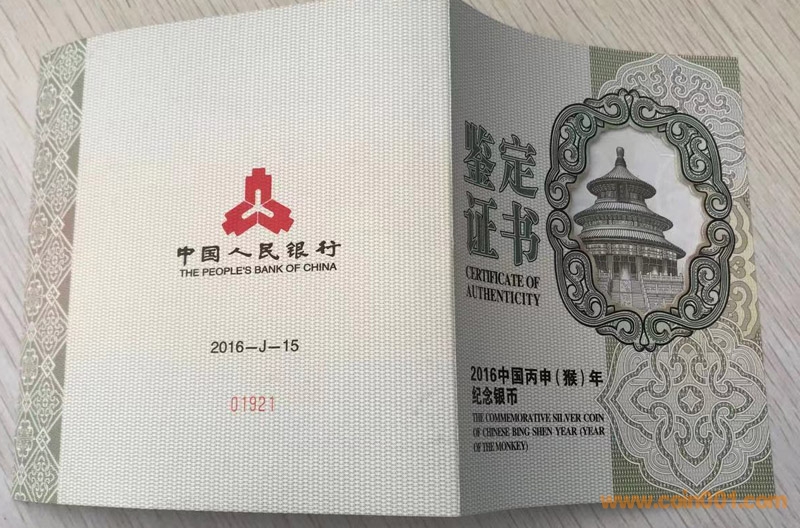 中国人民银行
THE PEOPLE'S BANK OF CHINA
2016-J-15
01921
鉴定
证书
CERTIFICATE OF
AUTHENTICITY
2016中国丙申(猴)年
纪念银币
THE COMMEMORATIVE SILVER COIN
OF CHINESE BING SHEN YEAR (YEAR
OF THE MONKEY)
www.coin001.com